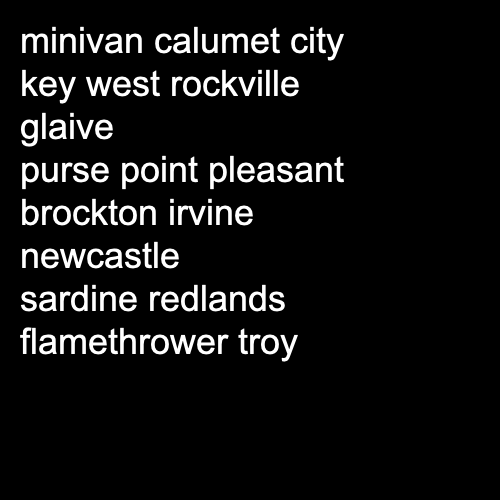 minivan calumet city
key west rockville
glaive
purse point pleasant
brockton irvine
newcastle
sardine redlands
flamethrower troy